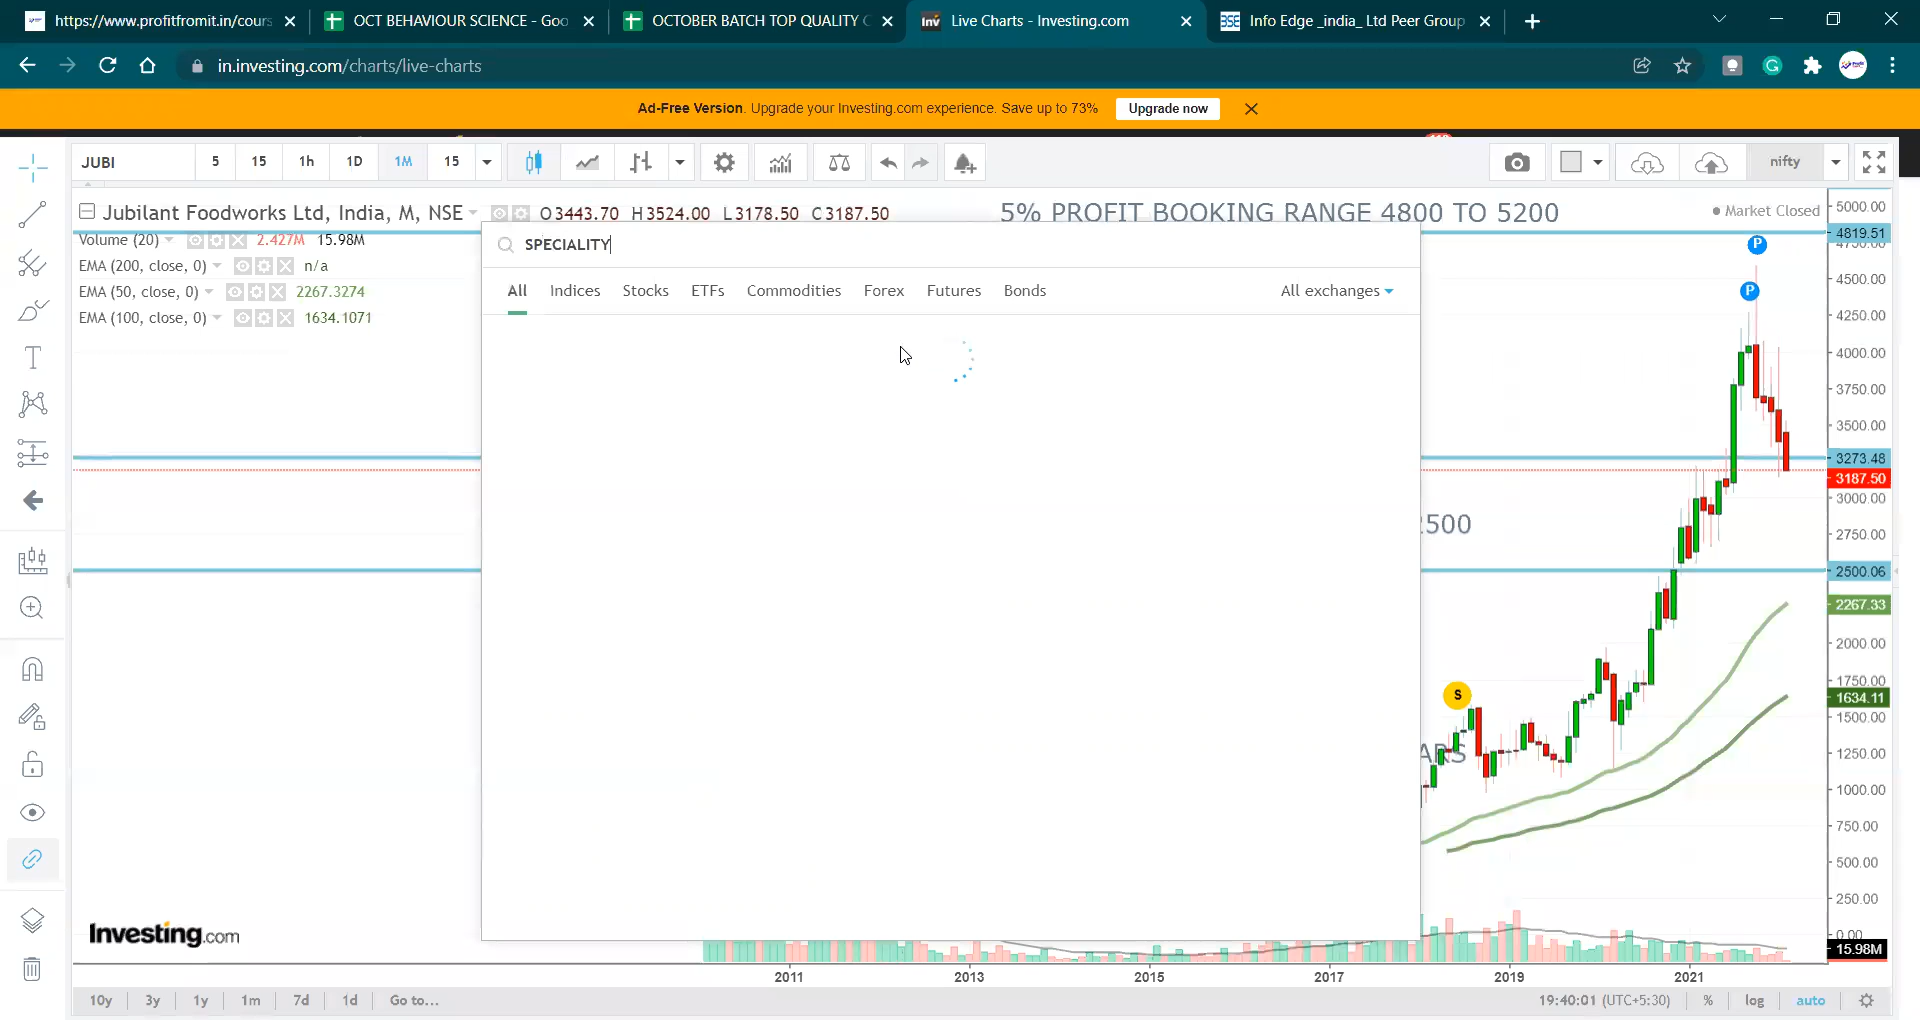 https://www.profitfromit.in/cours
OCT BEHAVIOUR SCIENCE - Goo
OCTOBER BATCH TOP QUALITY C
Live Charts - Investing.com
Info Edge _india_ Ltd Peer Group
in.investing.com/charts/live-charts
Ad-Free Version. Upgrade your Investing.com experience. Save up to 73%
Upgrade now
JUBI
5
15
1h
1D
1M
15
nifty
Jubilant Foodworks Ltd, India, M, NSE
O3443.70 H3524.00 L3178.50 C3187.50
5% PROFIT BOOKING RANGE 4800 TO 5200
Market Closed
Volume (20)
2.427M
15.98M
EMA (200, close, 0)
n/a
EMA (50, close, 0)
2267.3274
EMA (100, close, 0)
1634.1071
SPECIALITY
All
Indices
Stocks
ETFs
Commodities
Forex
Futures
Bonds
All exchanges
P
P
S
2500
ARS
5000.00
4819.51
4500.00
4250.00
4000.00
3750.00
3500.00
3273.48
3187.50
3000.00
2750.00
2500.06
2267.33
2000.00
1750.00
1634.11
1500.00
1250.00
1000.00
750.00
500.00
250.00
0.00
15.98M
Investing.com
2011
2013
2015
2017
2019
2021
10y
3y
1y
1m
7d
1d
Go to...
19:40:01 (UTC+5:30)
%
log
auto